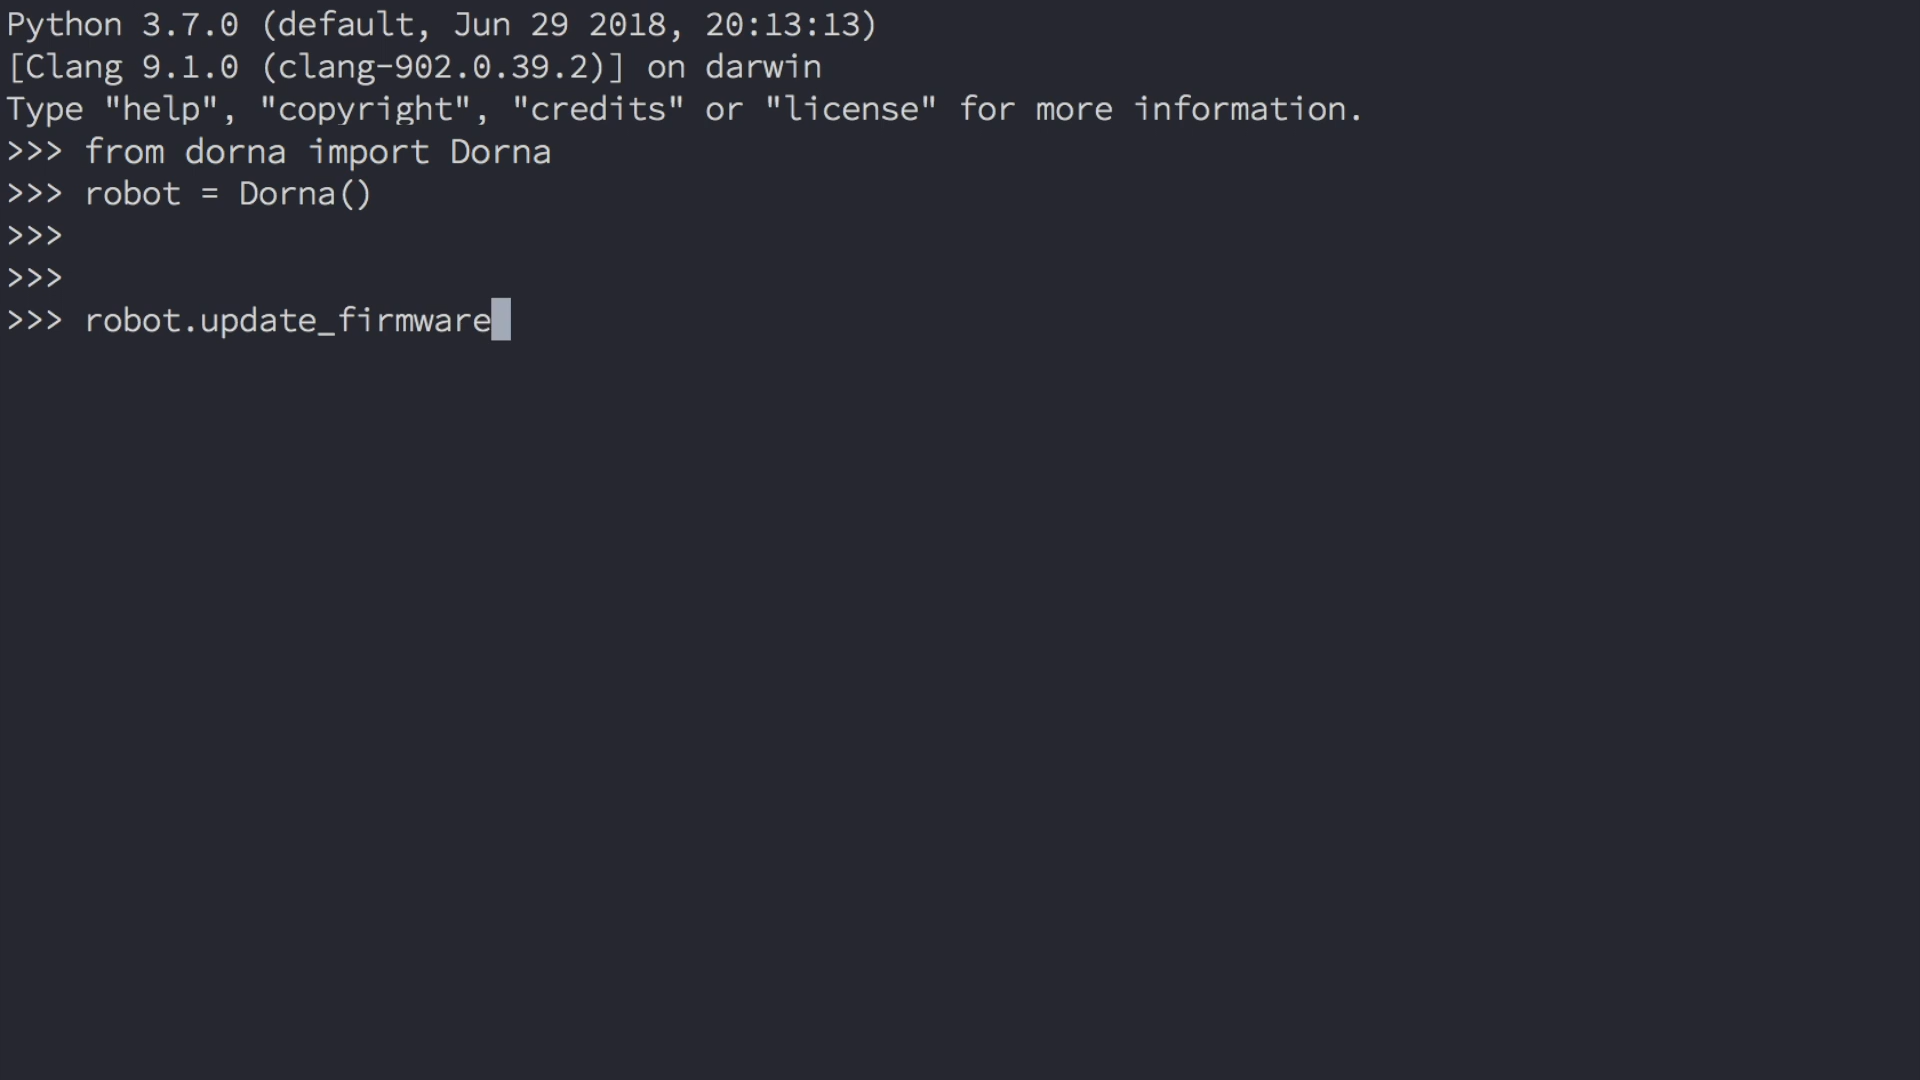 Python 3.7.0 (default, Jun 29 2018, 20:13:13)
[Clang 9.1.0 (clang-902.0.39.2)] on darwin
Type "help", "copyright", "credits" or "license" for more information.
>>> from dorna import Dorna
>>> robot = Dorna()
>>>
>>>
>>> robot.update_firmware